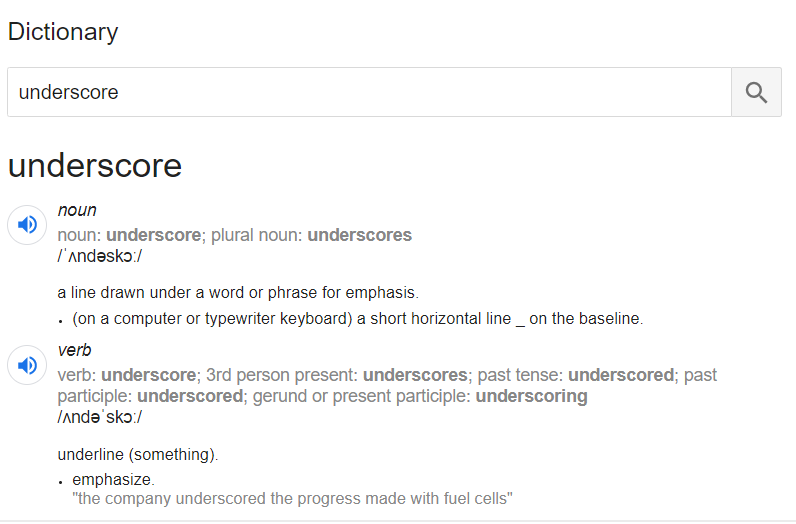 Dictionary
underscore
underscore
noun
noun: underscore; plural noun: underscores
/ˈʌndəskɔː/
a line drawn under a word or phrase for emphasis.
• (on a computer or typewriter keyboard) a short horizontal line _ on the baseline.
verb
verb: underscore; 3rd person present: underscores; past tense: underscored; past
participle: underscored; gerund or present participle: underscoring
/ʌndəˈskɔː/
underline (something).
• emphasize.
"the company underscored the progress made with fuel cells"